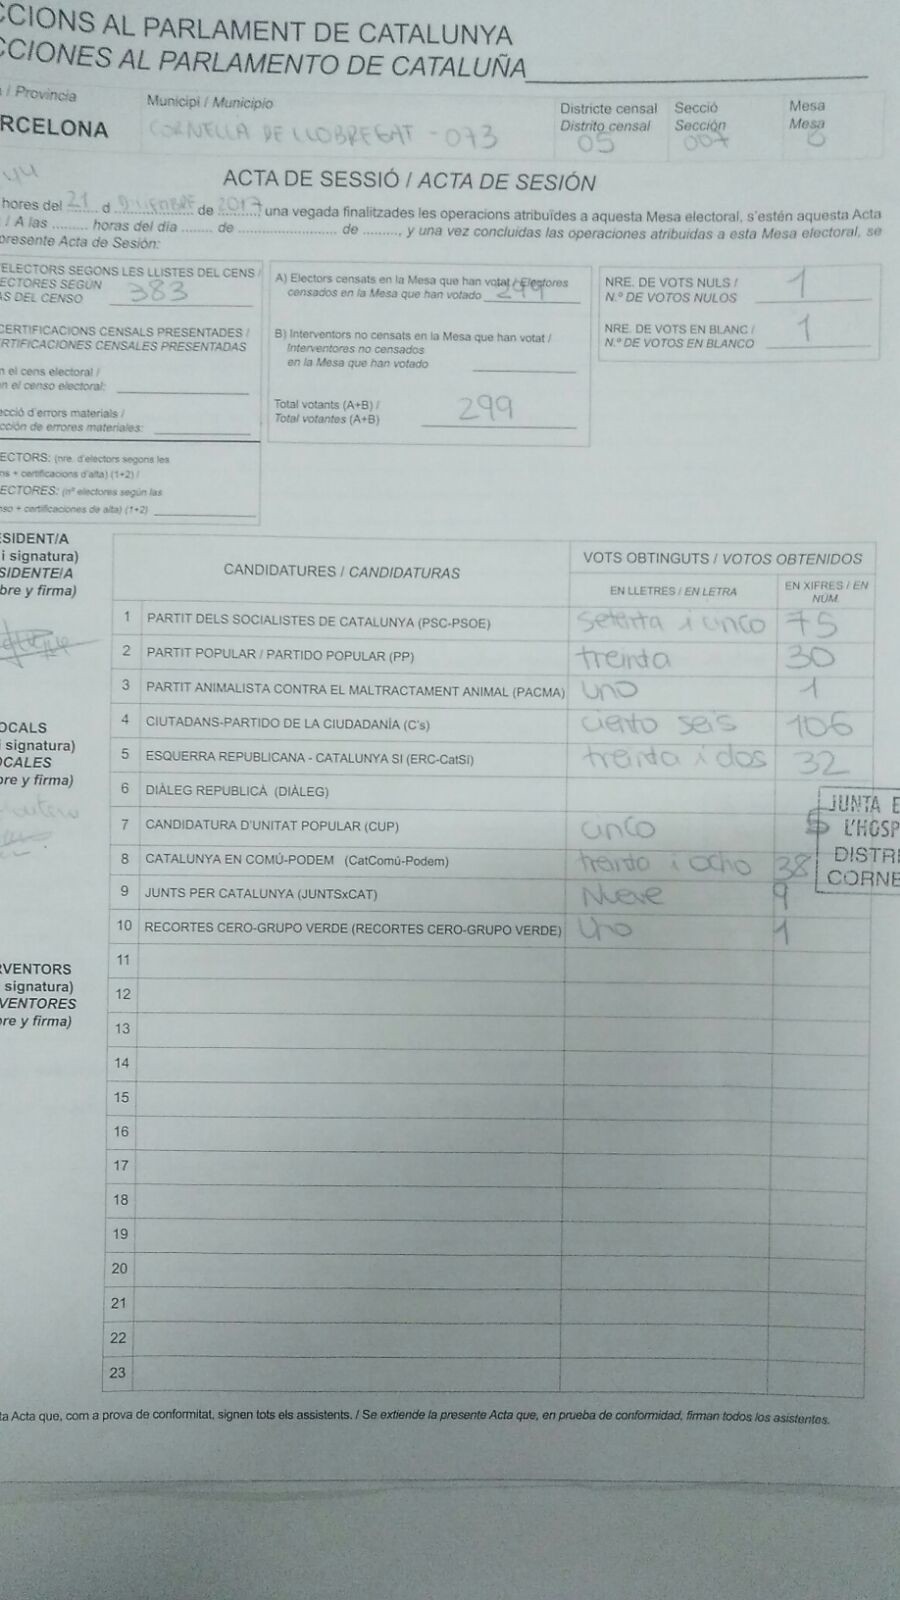 CCIONS AL PARLAMENT DE CATALUNYA
CCIONES AL PARLAMENTO DE CATALUÑA
/ Provincia
RCELONA
Municipi / Municipio
CORNELLÀ DE LLOBREGAT - 073
Districte censal
Distrito censal
05
Secció
Sección
007
Mesa
Mesa
ACTA DE SESSIÓ / ACTA DE SESIÓN
hores del 21 d de 2017, una vegada finalitzades les operacions atribuïdes a aquesta Mesa electoral, s'estén aquesta Acta
/ A las ......... horas del día ....... de ........................ de ........, y una vez concluidas las operaciones atribuidas a esta Mesa electoral, se
presente Acta de Sesión:
ELECTORS SEGONS LES LLISTES DEL CENS /
ECTORES SEGÚN
AS DEL CENSO 383
CERTIFICACIONS CENSALS PRESENTADES /
RTIFICACIONES CENSALES PRESENTADAS
n el cens electoral /
n el censo electoral:
ecció d'errors materials /
cción de errores materiales:
ECTORS: (nre. d'electors segons les
ns + certificacions d'alta) (1+2) /
ECTORES: (nº electores según las
nso + certificaciones de alta) (1+2)
A) Electors censats en la Mesa que han votat / Electores
censados en la Mesa que han votado 299
B) Interventors no censats en la Mesa que han votat /
Interventores no censados
en la Mesa que han votado
Total votants (A+B) /
Total votantes (A+B) 299
NRE. DE VOTS NULS /
N.º DE VOTOS NULOS 1
NRE. DE VOTS EN BLANC /
N.º DE VOTOS EN BLANCO 1
ESIDENT/A
i signatura)
SIDENTE/A
bre y firma)
OCALS
i signatura)
OCALES
bre y firma)
RVENTORS
signatura)
VENTORES
bre y firma)
CANDIDATURES / CANDIDATURAS
VOTS OBTINGUTS / VOTOS OBTENIDOS
EN LLETRES / EN LETRA
EN XIFRES / EN NÚM.
1 PARTIT DELS SOCIALISTES DE CATALUNYA (PSC-PSOE) setenta i cinco 75
2 PARTIT POPULAR / PARTIDO POPULAR (PP) treinta 30
3 PARTIT ANIMALISTA CONTRA EL MALTRACTAMENT ANIMAL (PACMA) uno 1
4 CIUTADANS-PARTIDO DE LA CIUDADANÍA (C's) ciento seis 106
5 ESQUERRA REPUBLICANA - CATALUNYA SI (ERC-CatSí) treinta i dos 32
6 DIÀLEG REPUBLICÀ (DIÀLEG)
7 CANDIDATURA D'UNITAT POPULAR (CUP) cinco 5
8 CATALUNYA EN COMÚ-PODEM (CatComú-Podem) treinta i ocho 38
9 JUNTS PER CATALUNYA (JUNTSxCAT) Nueve 9
10 RECORTES CERO-GRUPO VERDE (RECORTES CERO-GRUPO VERDE) Uno 1
11
12
13
14
15
16
17
18
19
20
21
22
23
JUNTA E
L'HOSP
DISTRI
CORNE
ta Acta que, com a prova de conformitat, signen tots els assistents. / Se extiende la presente Acta que, en prueba de conformidad, firman todos los asistentes.